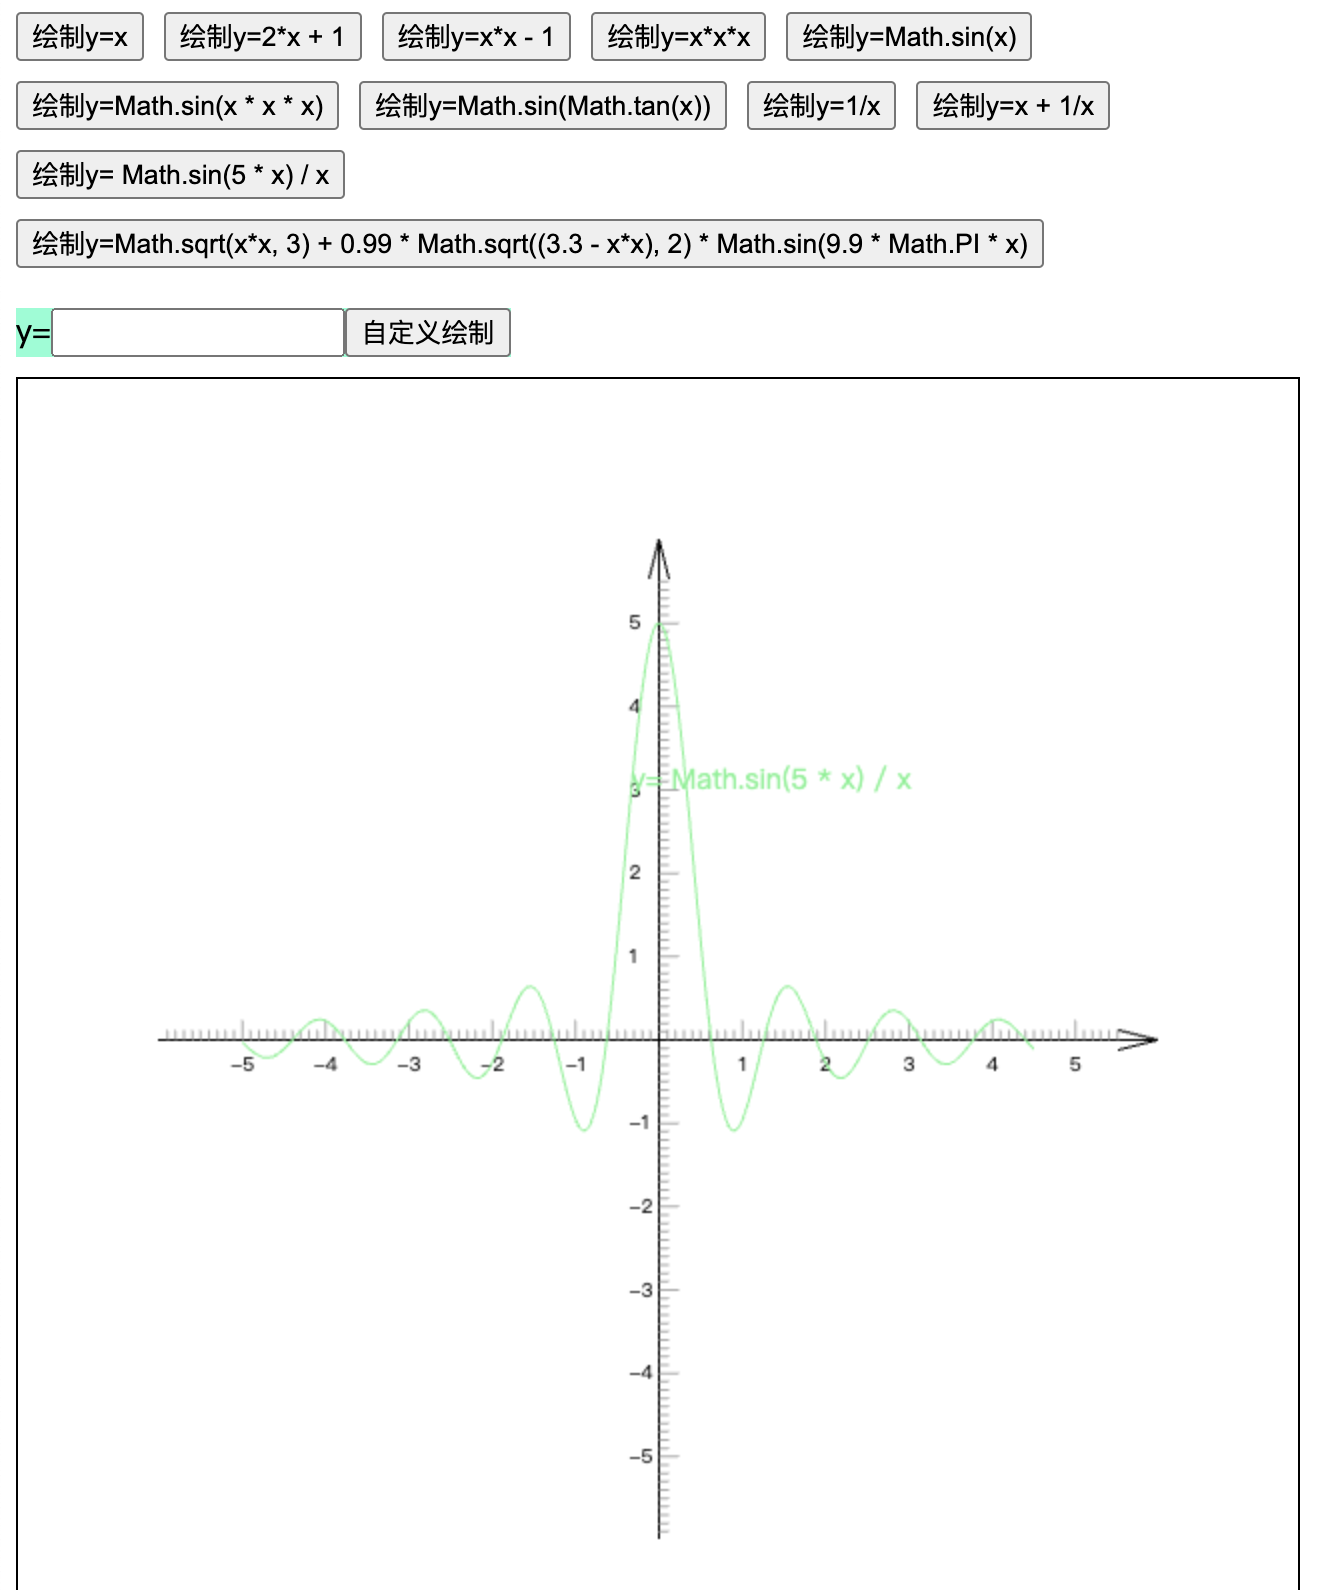 绘制y=x 绘制y=2*x + 1 绘制y=x*x - 1 绘制y=x*x*x 绘制y=Math.sin(x)
绘制y=Math.sin(x * x * x) 绘制y=Math.sin(Math.tan(x)) 绘制y=1/x 绘制y=x + 1/x
绘制y= Math.sin(5 * x) / x
绘制y=Math.sqrt(x*x, 3) + 0.99 * Math.sqrt((3.3 - x*x), 2) * Math.sin(9.9 * Math.PI * x)
y= 自定义绘制
5
4
y= Math.sin(5 * x) / x
3
2
1
-5 -4 -3 -2 -1 1 2 3 4 5
-1
-2
-3
-4
-5